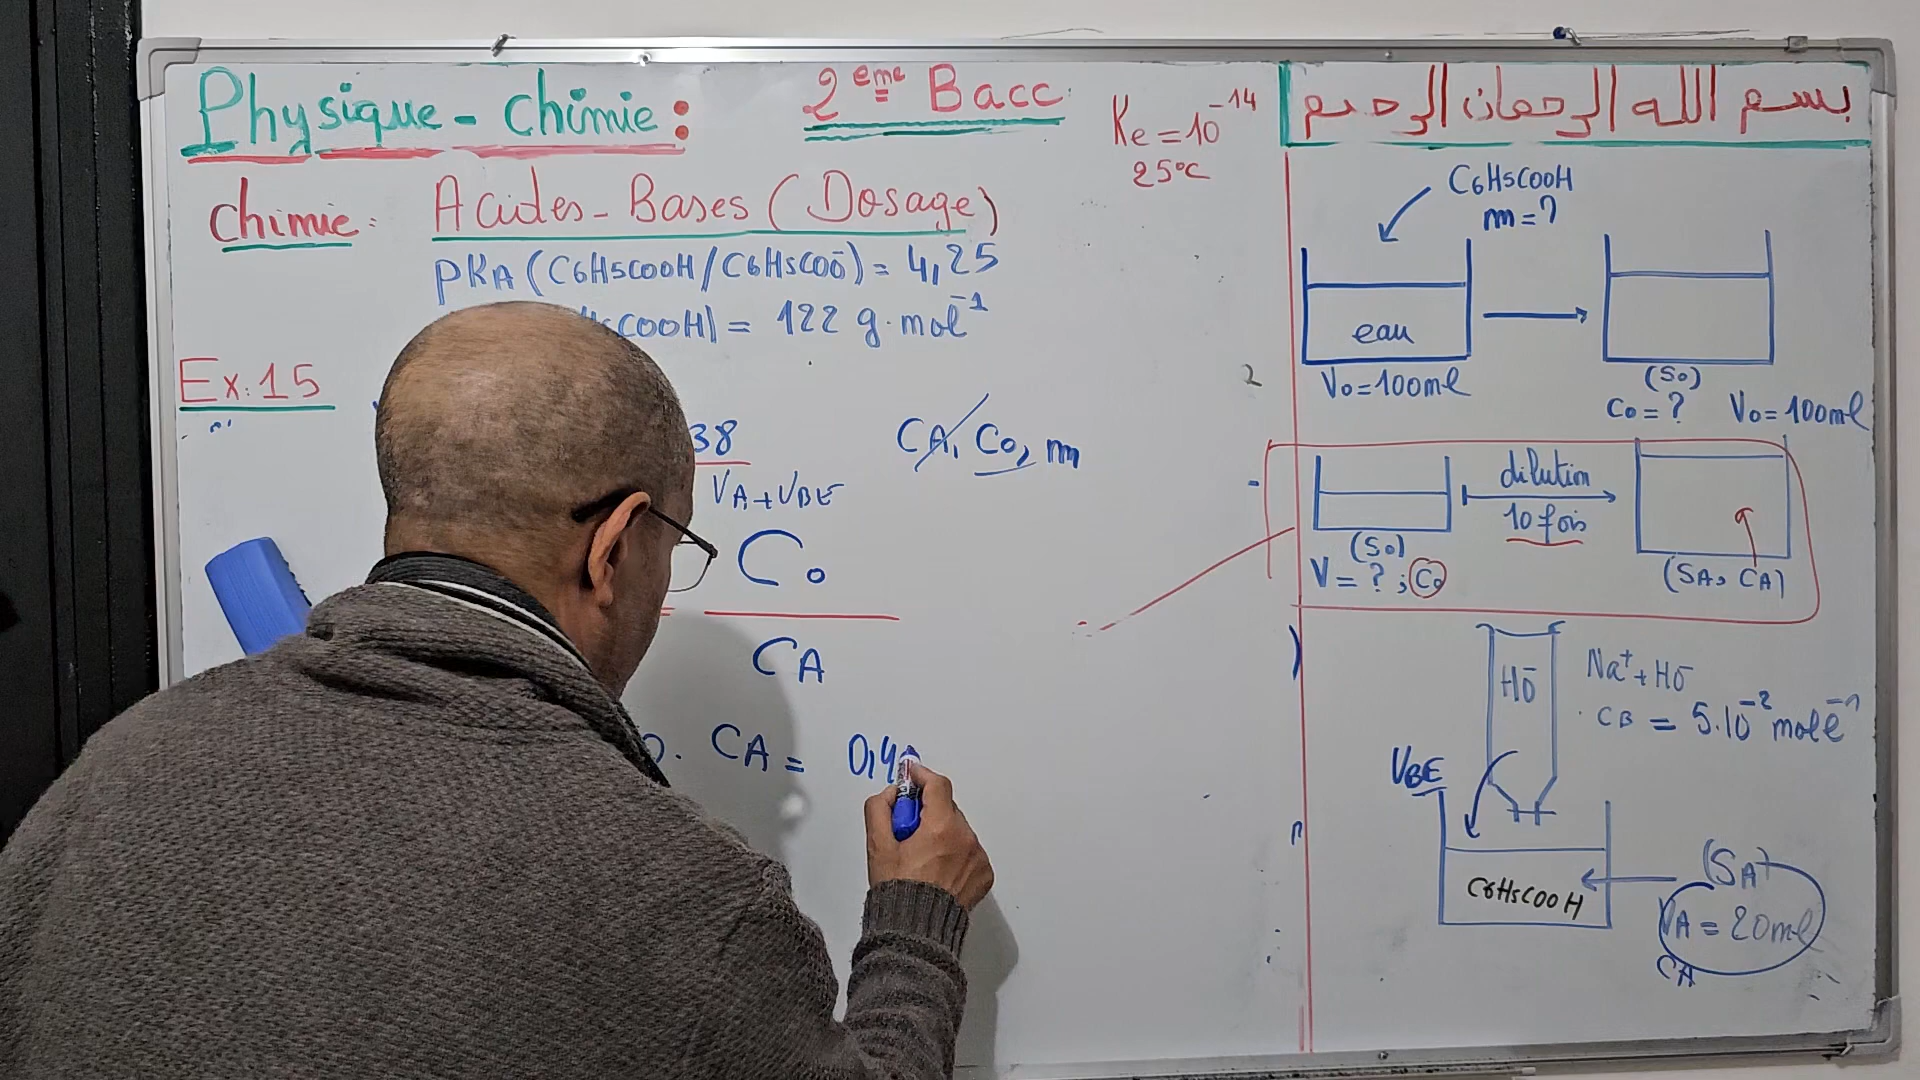 Physique - Chimie :
2eme Bacc
Ke = 10^-14
25°C
بسم الله الرحمان الرحيم
Chimie : Acides - Bases ( Dosage )
pKA ( C6H5COOH / C6H5COO- ) = 4,25
COOH) = 122 g.mol^-1
Ex: 15
38
VA + VBE
CA, Co, m
Co
CA
CA = 0,4
C6H5COOH
m = ?
eau
Vo = 100ml
(So)
Co = ? Vo = 100ml
dilution
10 fois
(So)
V = ? ; Co
(SA, CA)
HO-
Na+ + HO-
CB = 5.10^-2 mol l^-1
VBE
C6H5COOH
(SA)
VA = 20ml
CA